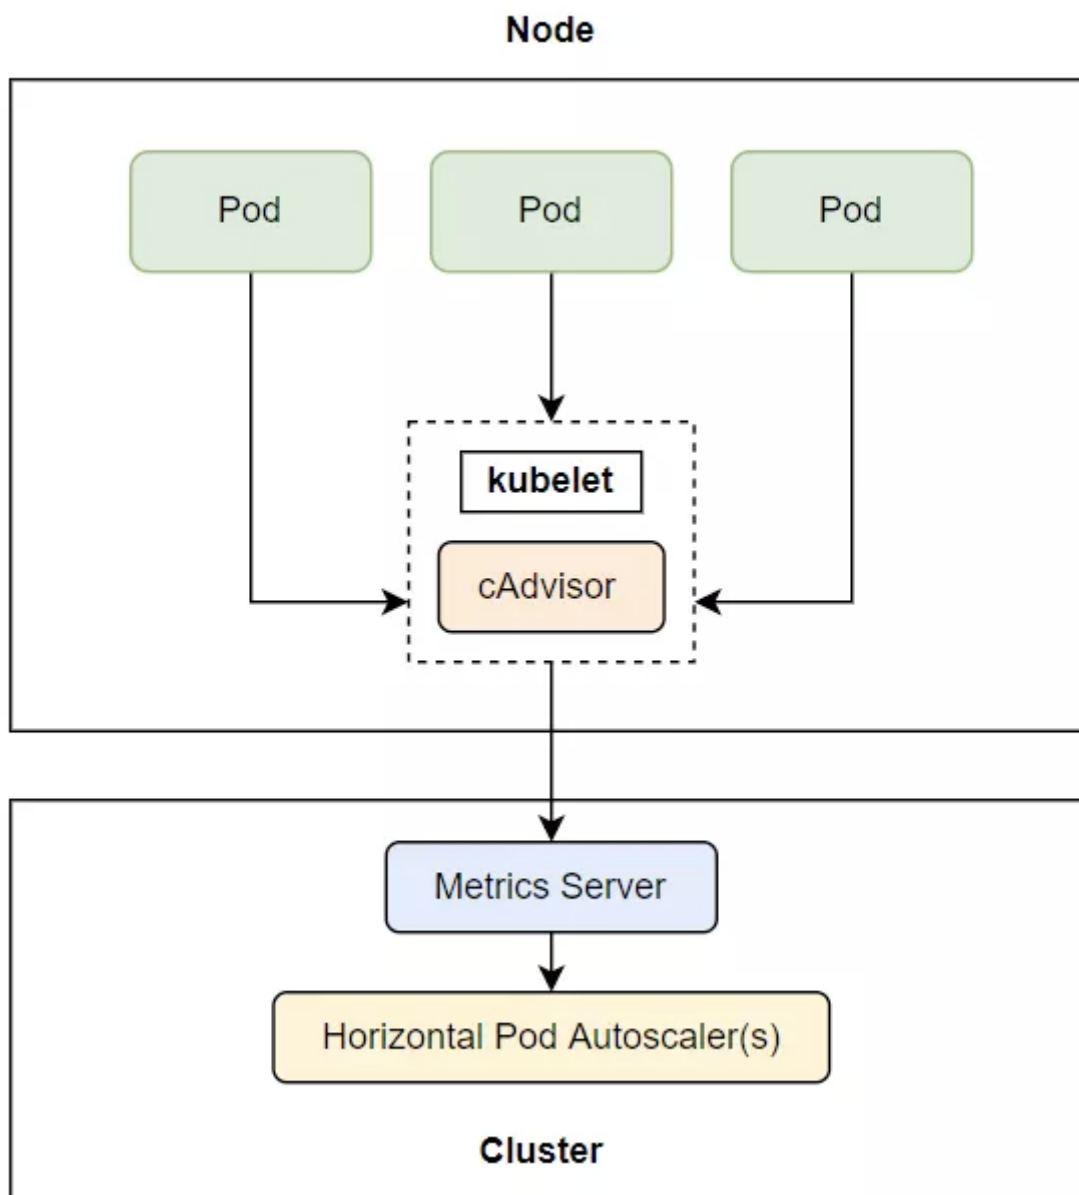 Node
Pod
Pod
Pod
kubelet
cAdvisor
Metrics Server
Horizontal Pod Autoscaler(s)
Cluster